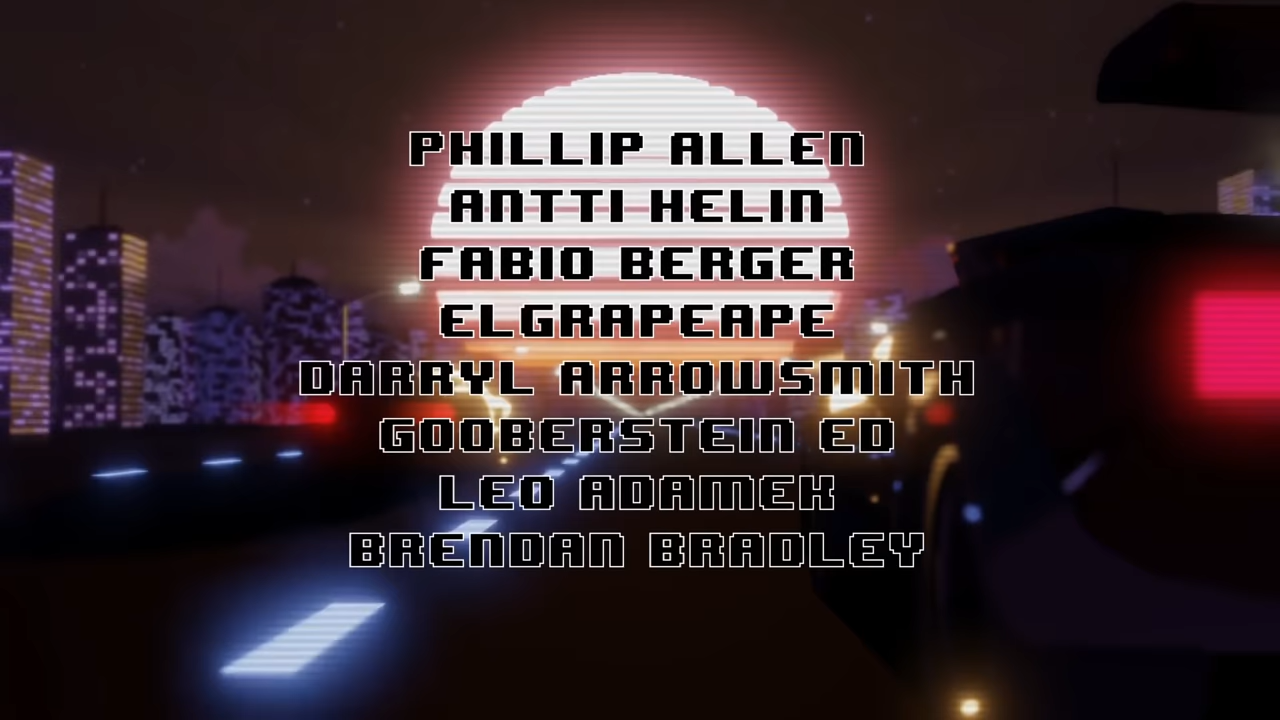 PHILLIP ALLEN
ANTTI HELIN
FABIO BERGER
ELGRAPEAPE
DARRYL ARROWSMITH
GOOBERSTEIN ED
LEO ADAMEK
BRENDAN BRADLEY